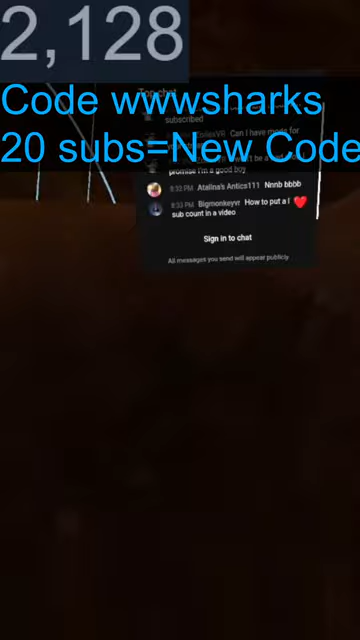 2,128
Code wwwsharks
Top chat
20 subs=New Code
subscribed
Can I have mods for
promise I'm a good boy
8:33 PM Atalina's Antics111 Nnnb bbbb
8:33 PM Bigmonkeyvr How to put a l
sub count in a video
Sign in to chat
All messages you send will appear publicly